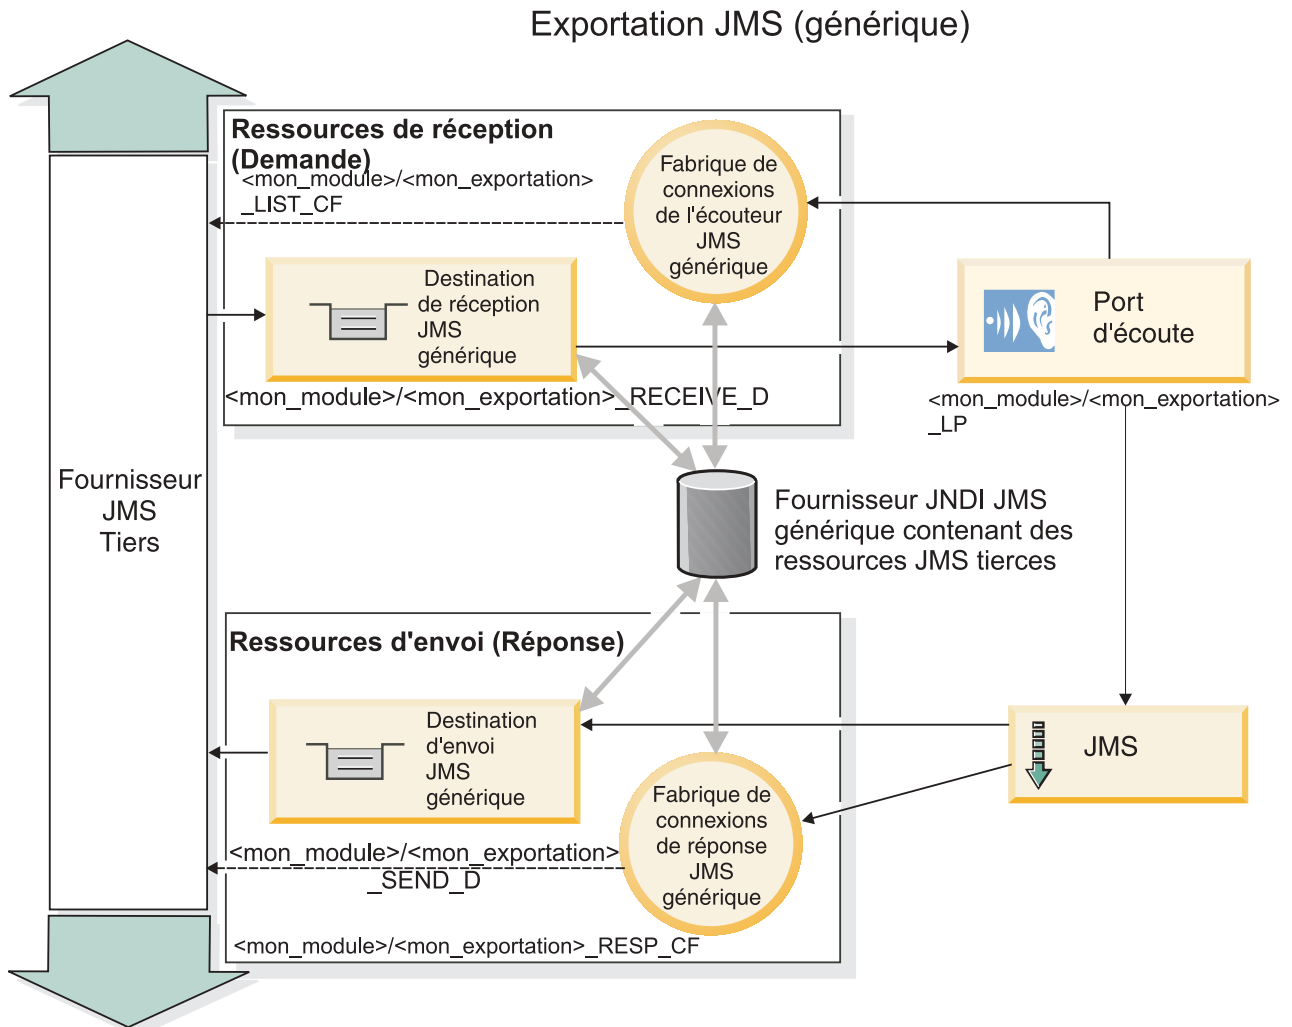 Exportation JMS (générique)
Ressources de réception
(Demande)
<mon_module>/<mon_exportation>
_LIST_CF
Fabrique de
connexions
de l'écouteur
JMS
générique
Destination
de réception
JMS
générique
<mon_module>/<mon_exportation>_RECEIVE_D
Port
d'écoute
<mon_module>/<mon_exportation>
_LP
Fournisseur
JMS
Tiers
Fournisseur JNDI JMS
générique contenant des
ressources JMS tierces
Ressources d'envoi (Réponse)
Destination
d'envoi
JMS
générique
JMS
Fabrique de
connexions
de réponse
JMS
générique
<mon_module>/<mon_exportation>
_SEND_D
<mon_module>/<mon_exportation>_RESP_CF